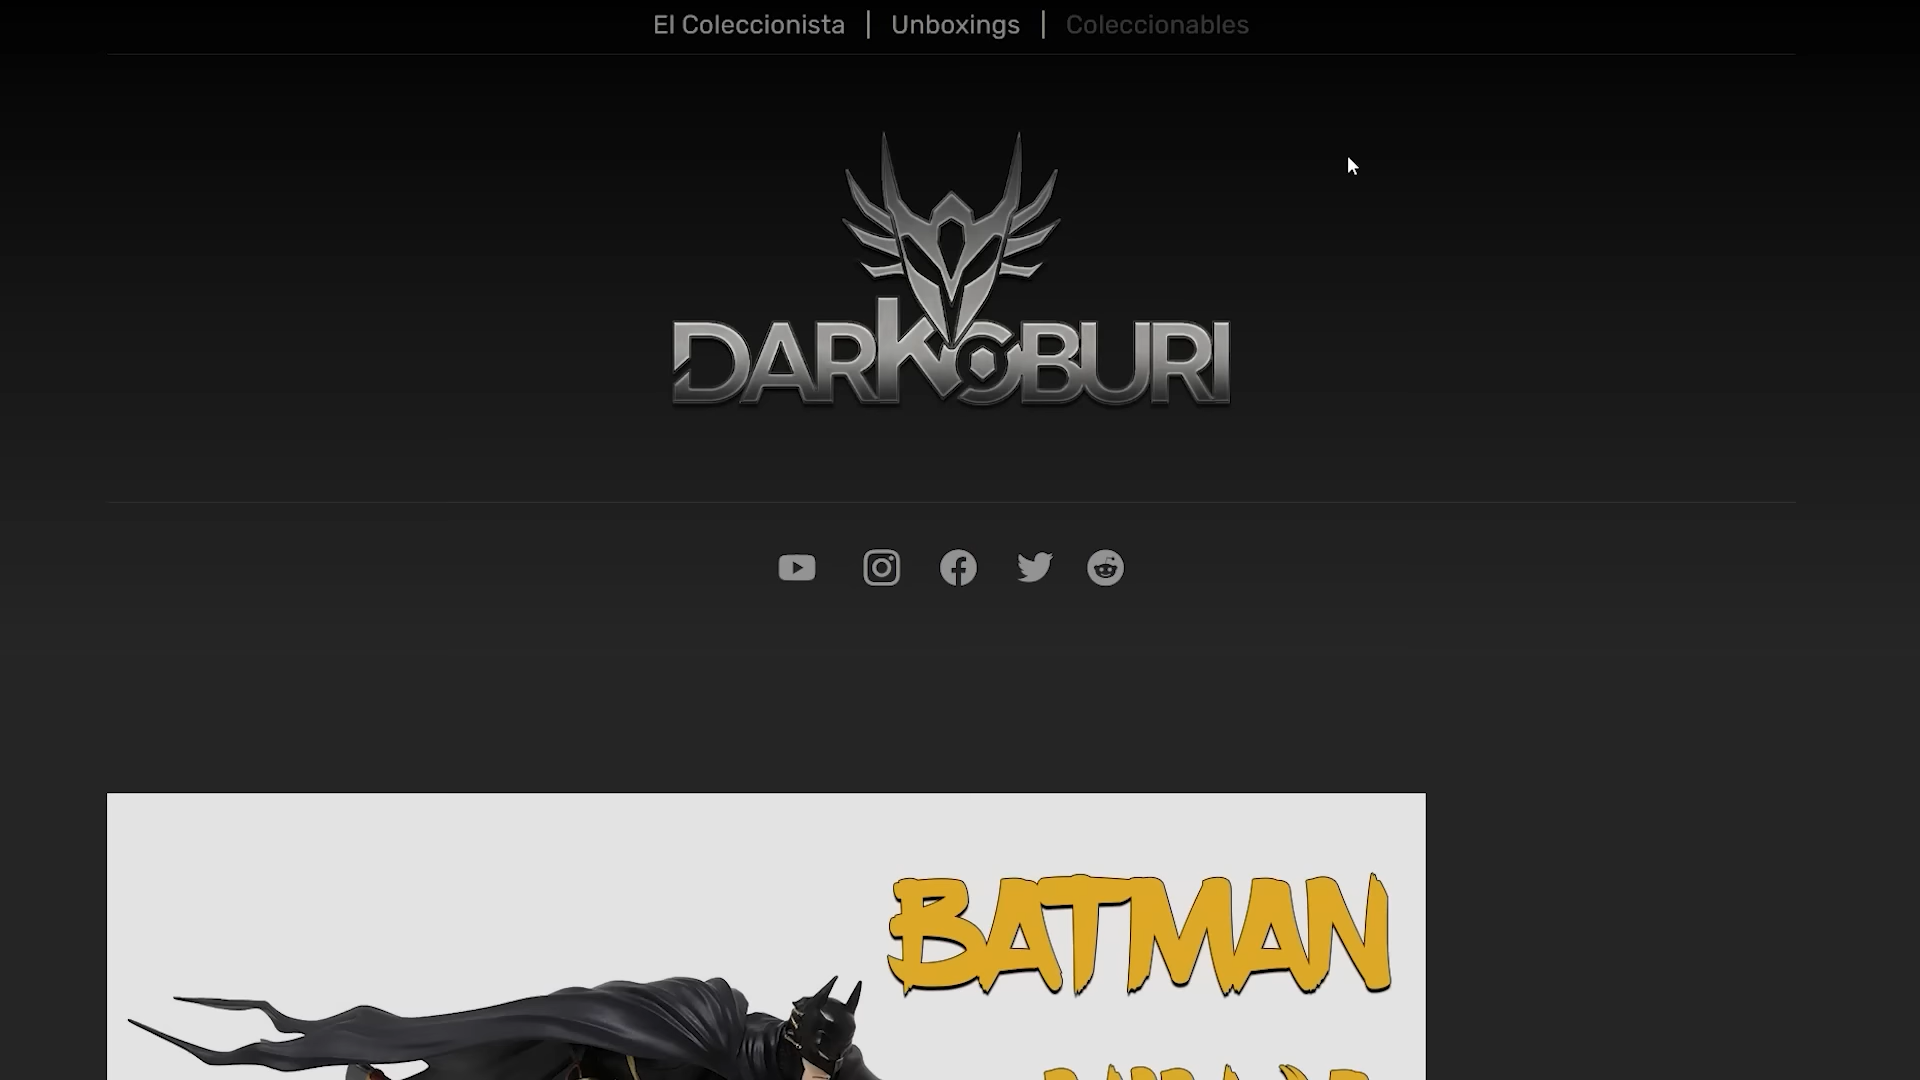 El Coleccionista | Unboxings | Coleccionables
DARKOBURI
BATMAN